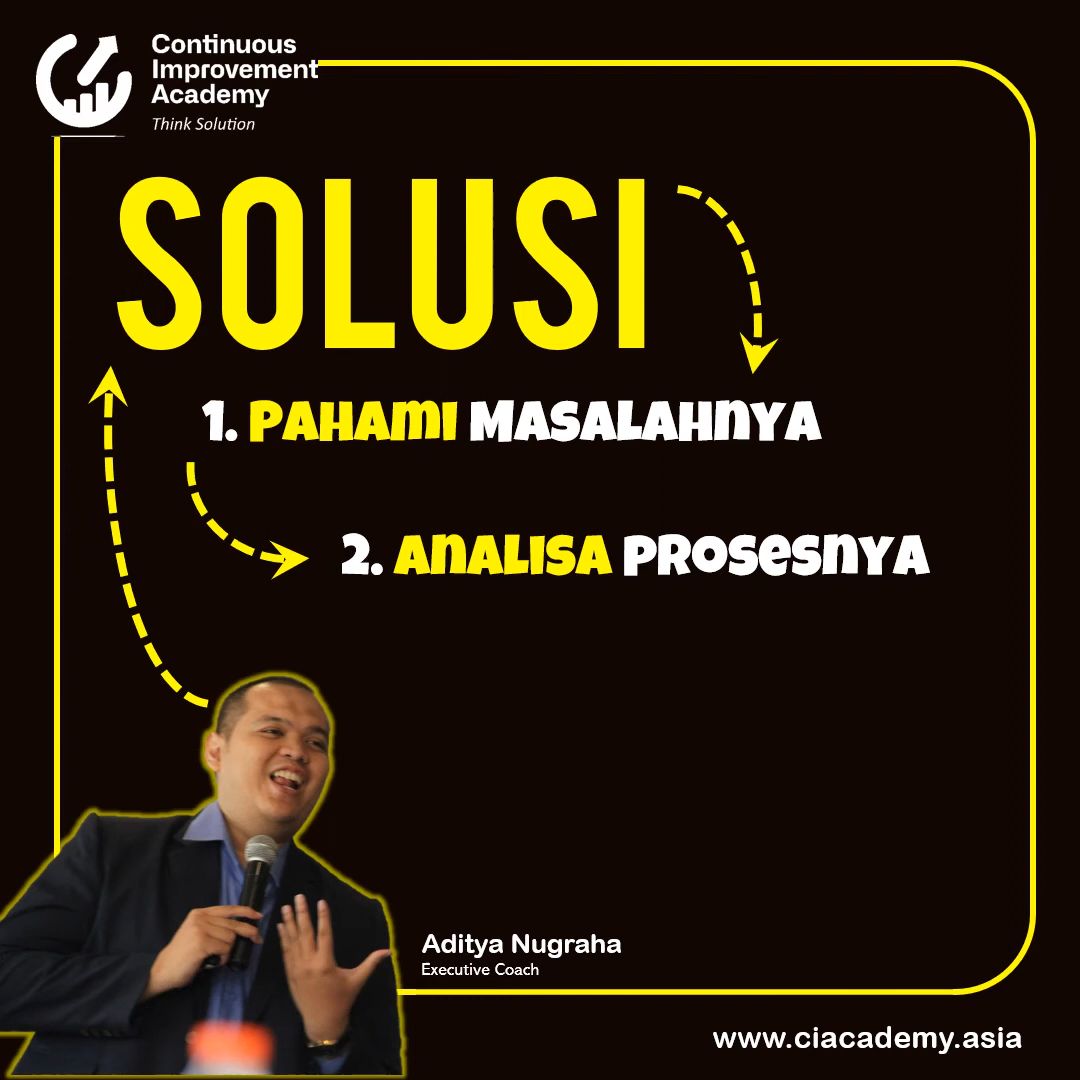 Continuous
Improvement
Academy
Think Solution
SOLUSI
1. PAHAMI MASALAHNYA
2. ANALISA PROSESNYA
Aditya Nugraha
Executive Coach
www.ciacademy.asia